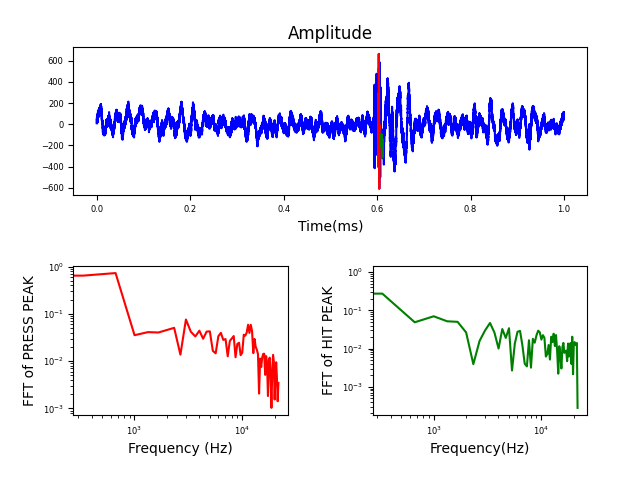 Amplitude
600
400
200
0
−200
−400
−600
0.0 0.2 0.4 0.6 0.8 1.0
Time(ms)
FFT of PRESS PEAK
10⁰
10⁻¹
10⁻²
10⁻³
10³ 10⁴
Frequency (Hz)
FFT of HIT PEAK
10⁰
10⁻¹
10⁻²
10⁻³
10³ 10⁴
Frequency(Hz)